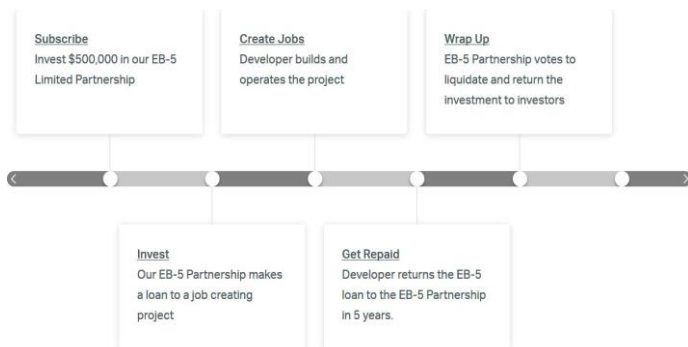 Subscribe
Invest $500,000 in our EB-5
Limited Partnership
Create Jobs
Developer builds and
operates the project
Wrap Up
EB-5 Partnership votes to
liquidate and return the
investment to investors
Invest
Our EB-5 Partnership makes
a loan to a job creating
project
Get Repaid
Developer returns the EB-5
loan to the EB-5 Partnership
in 5 years.